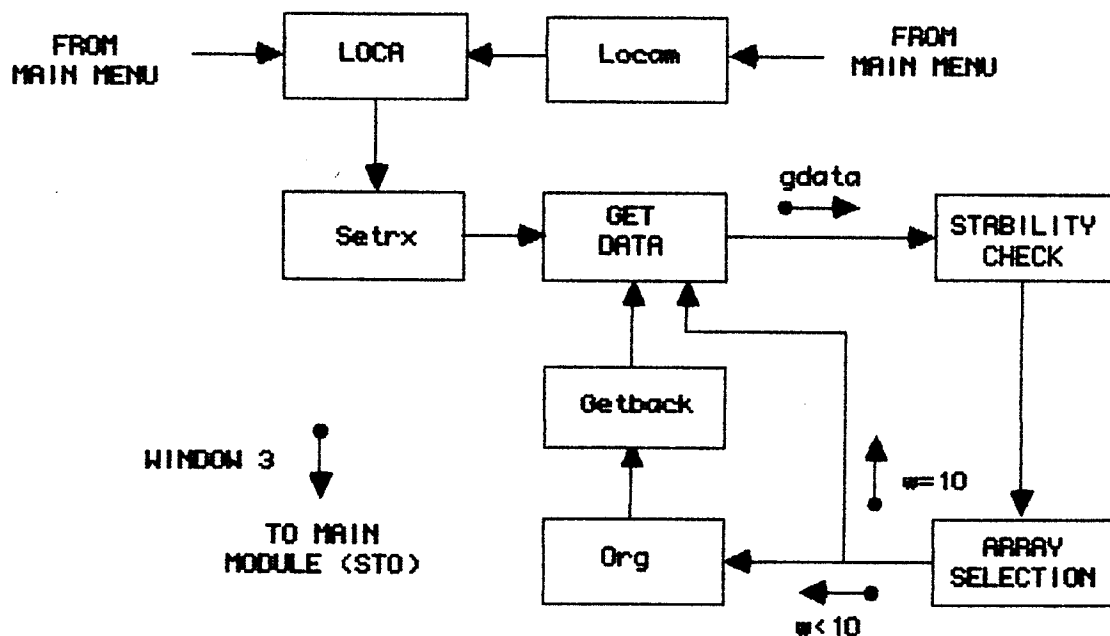 FROM
MAIN MENU
LOCA
Locam
FROM
MAIN MENU
Setrx
GET
DATA
gdata
STABILITY
CHECK
Getback
WINDOW 3
TO MAIN
MODULE (STO)
w=10
Org
ARRAY
SELECTION
w<10